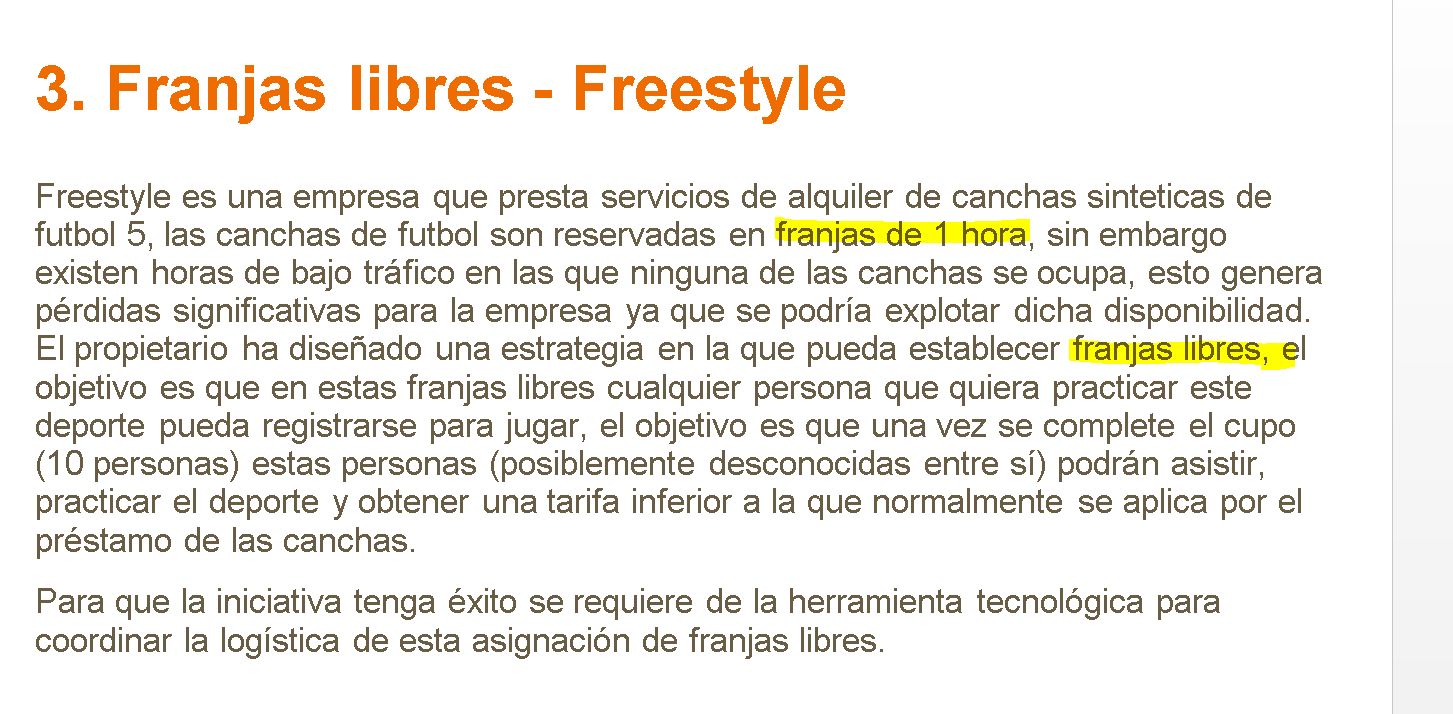 3. Franjas libres - Freestyle
Freestyle es una empresa que presta servicios de alquiler de canchas sinteticas de
futbol 5, las canchas de futbol son reservadas en franjas de 1 hora, sin embargo
existen horas de bajo tráfico en las que ninguna de las canchas se ocupa, esto genera
pérdidas significativas para la empresa ya que se podría explotar dicha disponibilidad.
El propietario ha diseñado una estrategia en la que pueda establecer franjas libres, el
objetivo es que en estas franjas libres cualquier persona que quiera practicar este
deporte pueda registrarse para jugar, el objetivo es que una vez se complete el cupo
(10 personas) estas personas (posiblemente desconocidas entre sí) podrán asistir,
practicar el deporte y obtener una tarifa inferior a la que normalmente se aplica por el
préstamo de las canchas.
Para que la iniciativa tenga éxito se requiere de la herramienta tecnológica para
coordinar la logística de esta asignación de franjas libres.